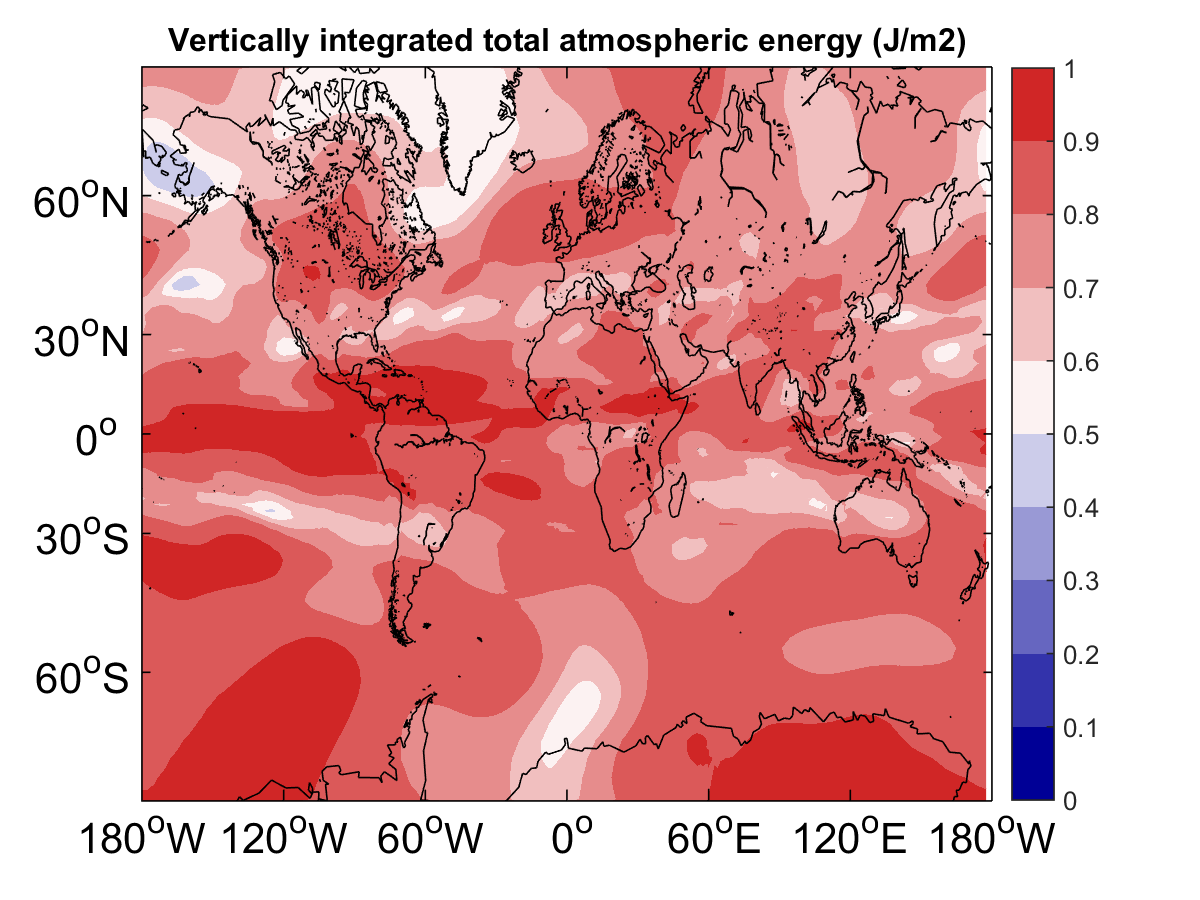 Vertically integrated total atmospheric energy (J/m2)
60°N
30°N
0°
30°S
60°S
180°W 120°W 60°W 0° 60°E 120°E 180°W
1
0.9
0.8
0.7
0.6
0.5
0.4
0.3
0.2
0.1
0